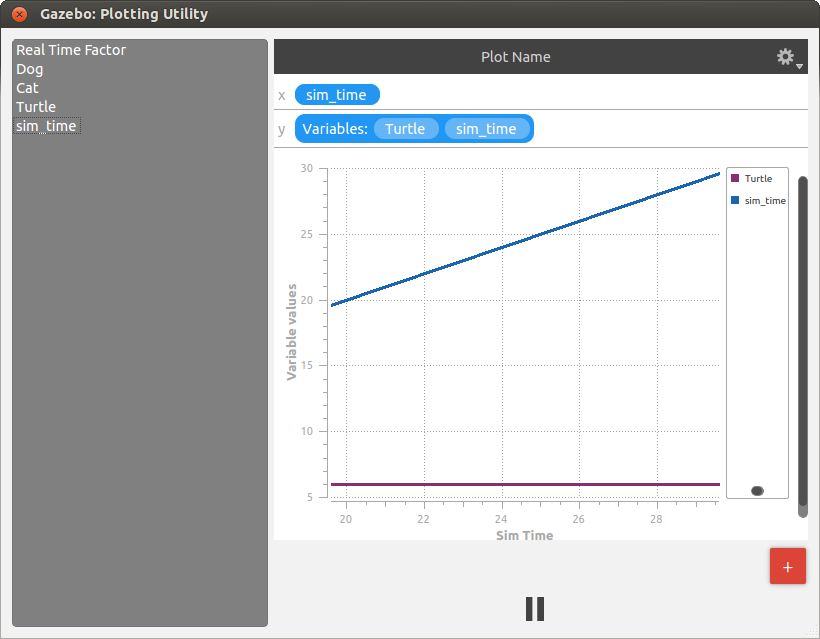 Gazebo: Plotting Utility
Real Time Factor
Dog
Cat
Turtle
sim_time
Plot Name
x sim_time
y Variables: Turtle sim_time
30
25
20
15
10
5
Variable values
20 22 24 26 28
Sim Time
Turtle
sim_time
+